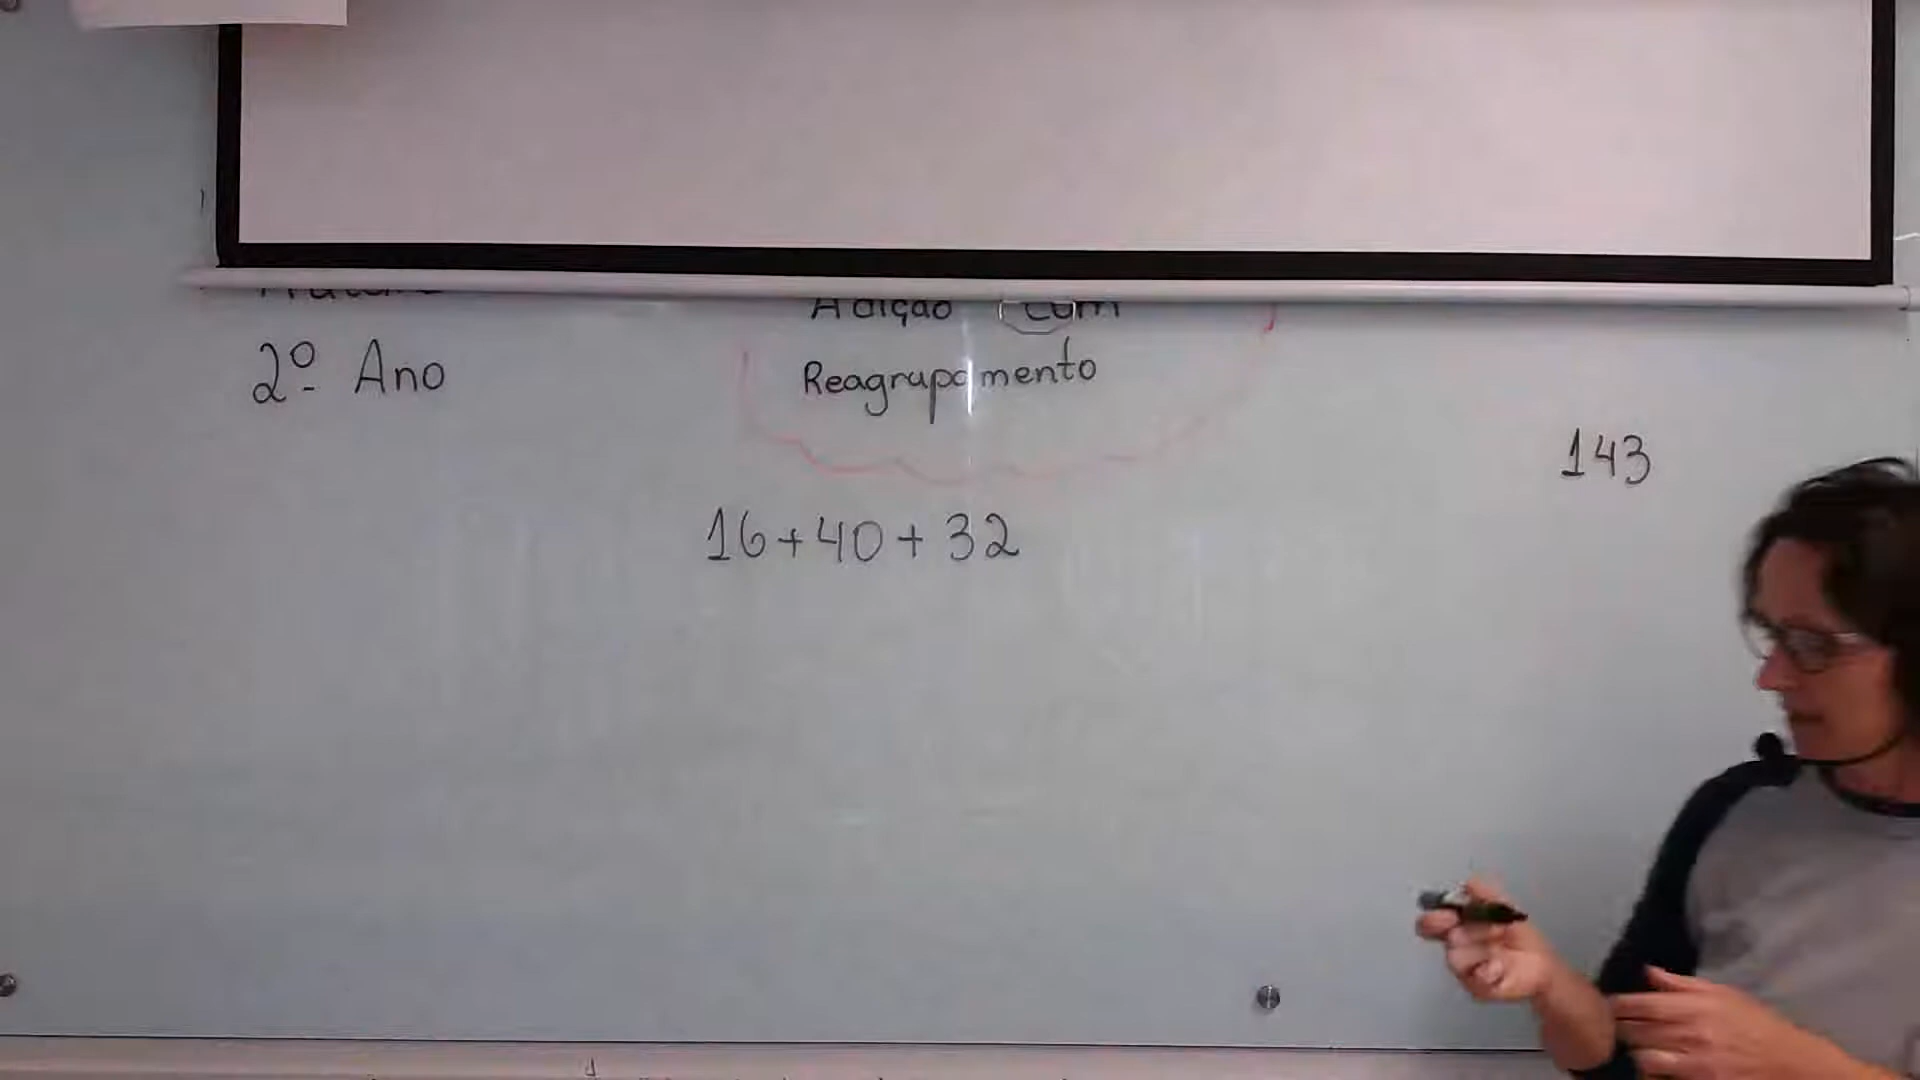 Adição com
2º Ano
Reagrupamento
143
16+40+32